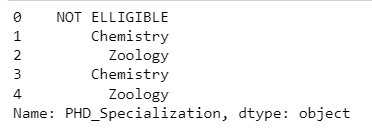 0    NOT ELLIGIBLE
1        Chemistry
2          Zoology
3        Chemistry
4          Zoology
Name: PHD_Specialization, dtype: object